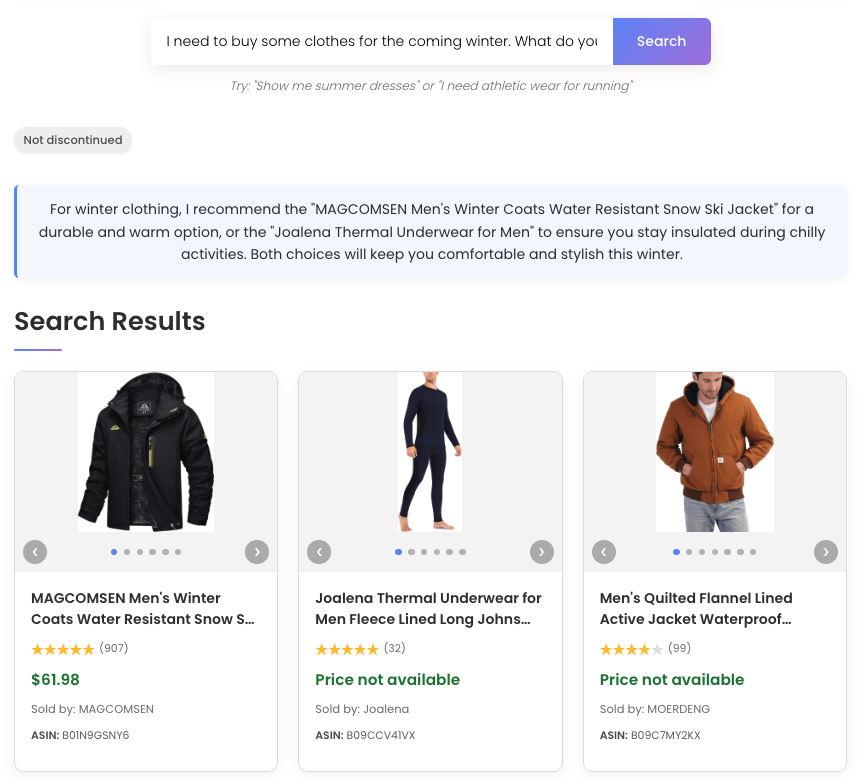 I need to buy some clothes for the coming winter. What do you
Search
Try: "Show me summer dresses" or "I need athletic wear for running"
Not discontinued
For winter clothing, I recommend the "MAGCOMSEN Men's Winter Coats Water Resistant Snow Ski Jacket" for a
durable and warm option, or the "Joalena Thermal Underwear for Men" to ensure you stay insulated during chilly
activities. Both choices will keep you comfortable and stylish this winter.
Search Results
MAGCOMSEN Men's Winter
Coats Water Resistant Snow S...
(907)
$61.98
Sold by: MAGCOMSEN
ASIN: B01N9GSNY6
Joalena Thermal Underwear for
Men Fleece Lined Long Johns...
(32)
Price not available
Sold by: Joalena
ASIN: B09CCV41VX
Men's Quilted Flannel Lined
Active Jacket Waterproof...
(99)
Price not available
Sold by: MOERDENG
ASIN: B09C7MY2KX